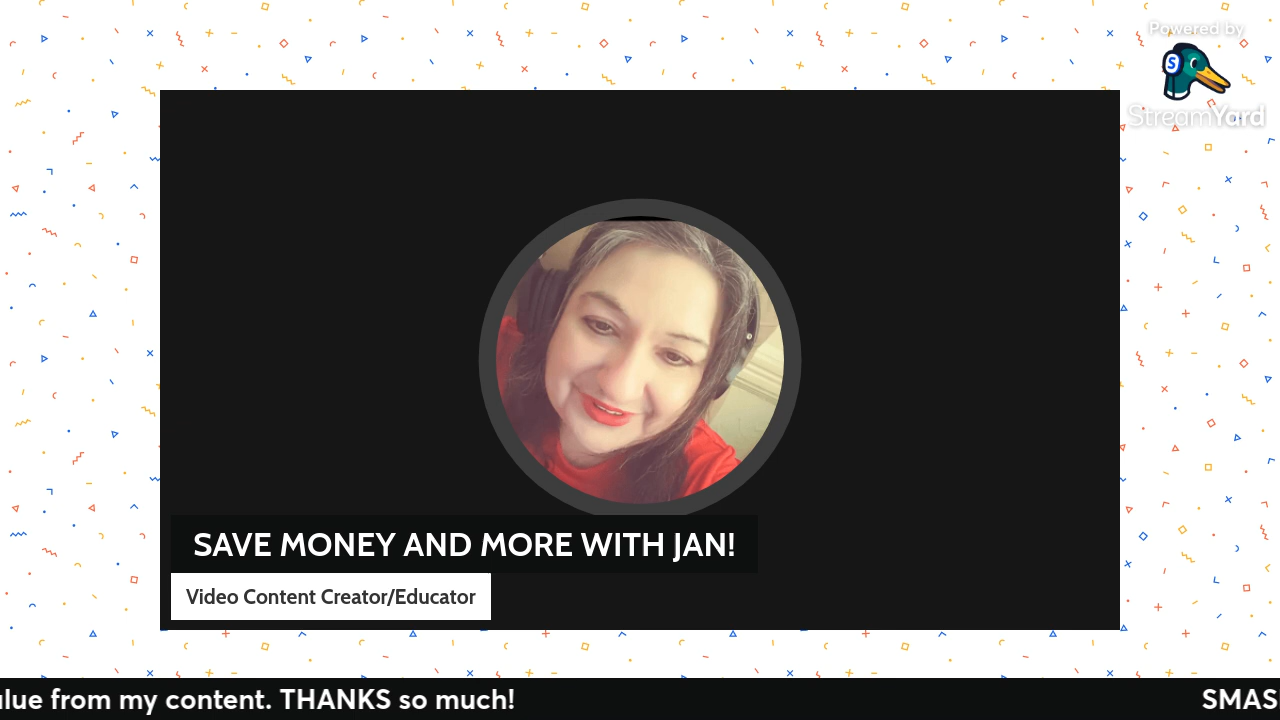 Powered by
S
StreamYard
SAVE MONEY AND MORE WITH JAN!
Video Content Creator/Educator
alue from my content. THANKS so much!
SMAS